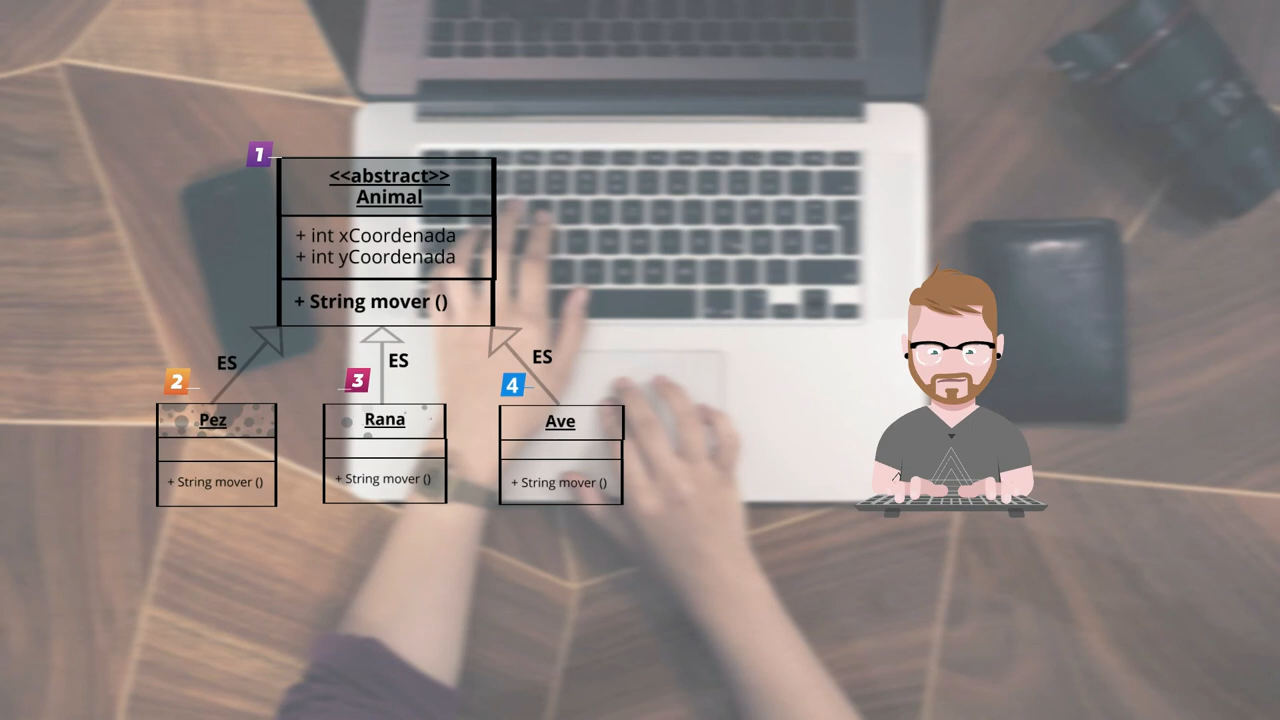 1
<<abstract>>
Animal
+ int xCoordenada
+ int yCoordenada
+ String mover ()
ES
ES
ES
2
3
4
Pez
Rana
Ave
+ String mover ()
+ String mover ()
+ String mover ()